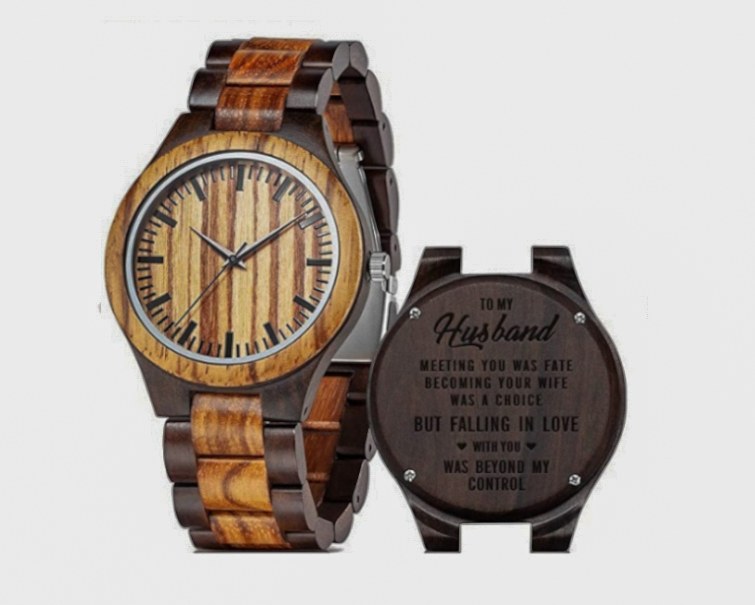 TO MY
Husband
MEETING YOU WAS FATE
BECOMING YOUR WIFE
WAS A CHOICE
BUT FALLING IN LOVE
♥ WITH YOU ♥
WAS BEYOND MY
CONTROL